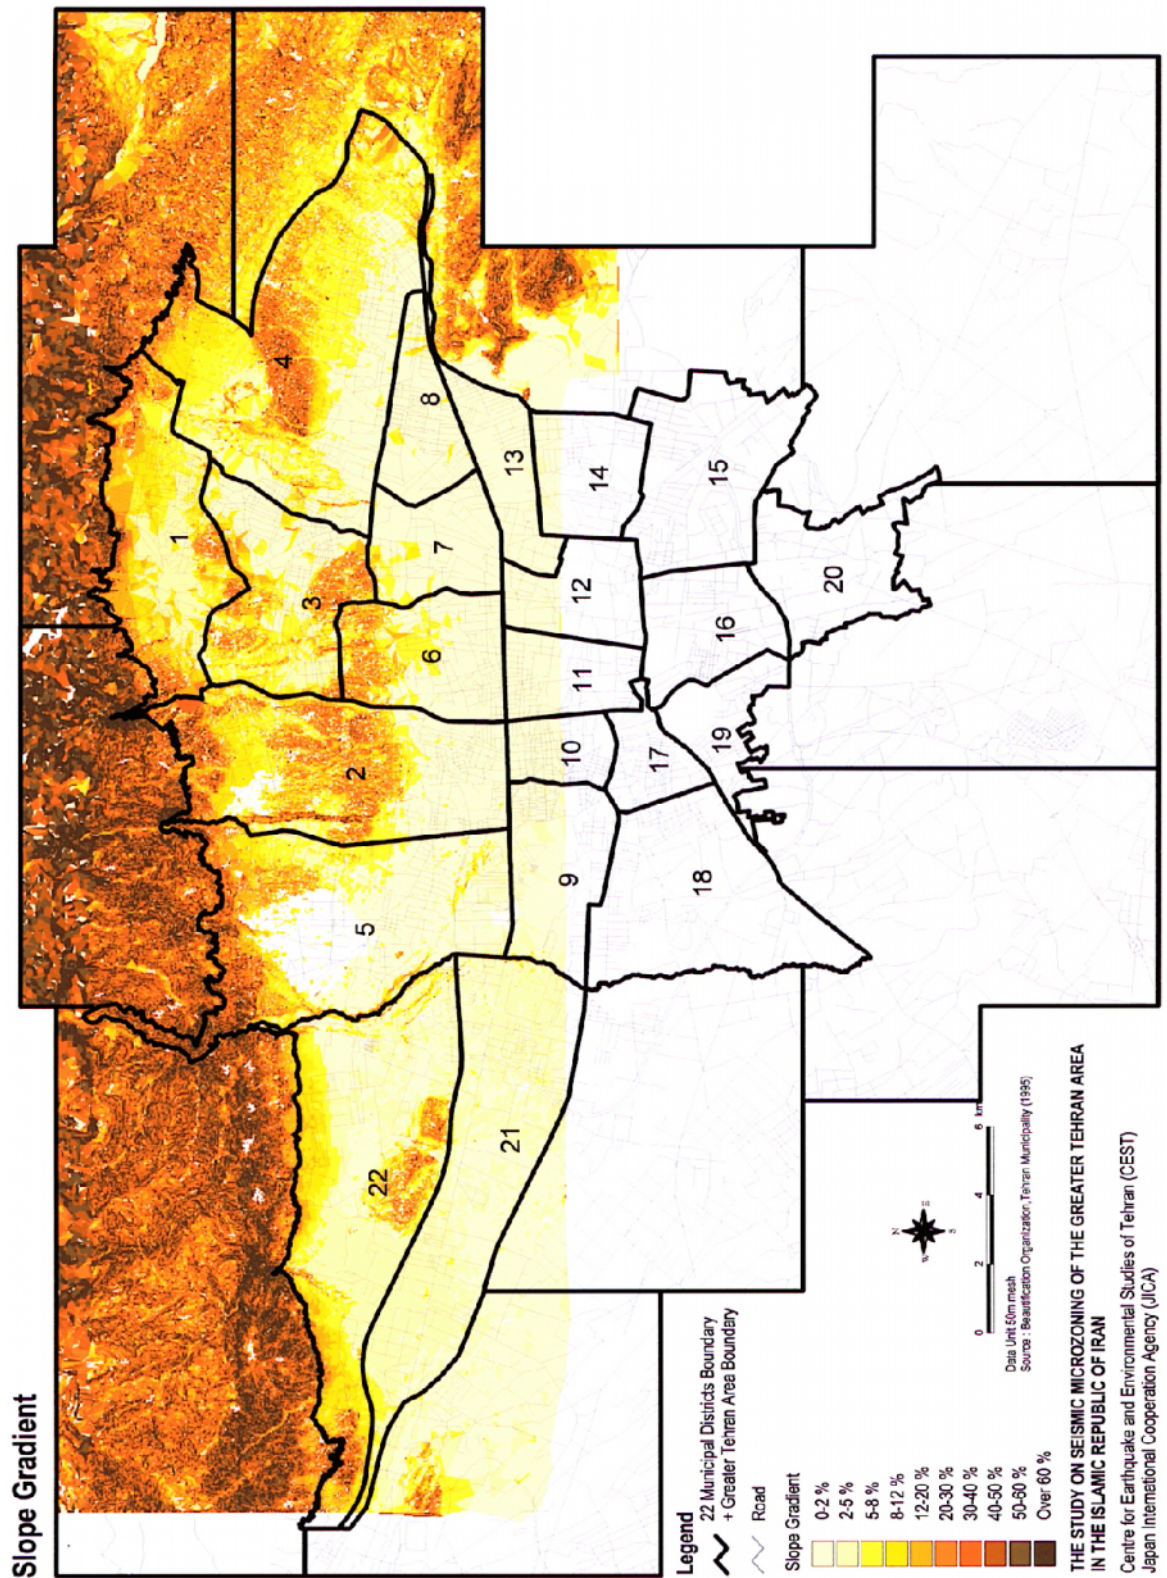 Slope Gradient
1
2
3
4
5
6
7
8
9
10
11
12
13
14
15
16
17
18
19
20
21
22
Legend
22 Municipal Districts Boundary
+ Greater Tehran Area Boundary
Road
Slope Gradient
0-2 %
2-5 %
5-8 %
8-12 %
12-20 %
20-30 %
30-40 %
40-50 %
50-60 %
Over 60 %
N
W
S
0 2 4 6 km
Data Unit 50m mesh
Source : Beautification Organization, Tehran Municipality (1995)
THE STUDY ON SEISMIC MICROZONING OF THE GREATER TEHRAN AREA
IN THE ISLAMIC REPUBLIC OF IRAN
Centre for Earthquake and Environmental Studies of Tehran (CEST)
Japan International Cooperation Agency (JICA)